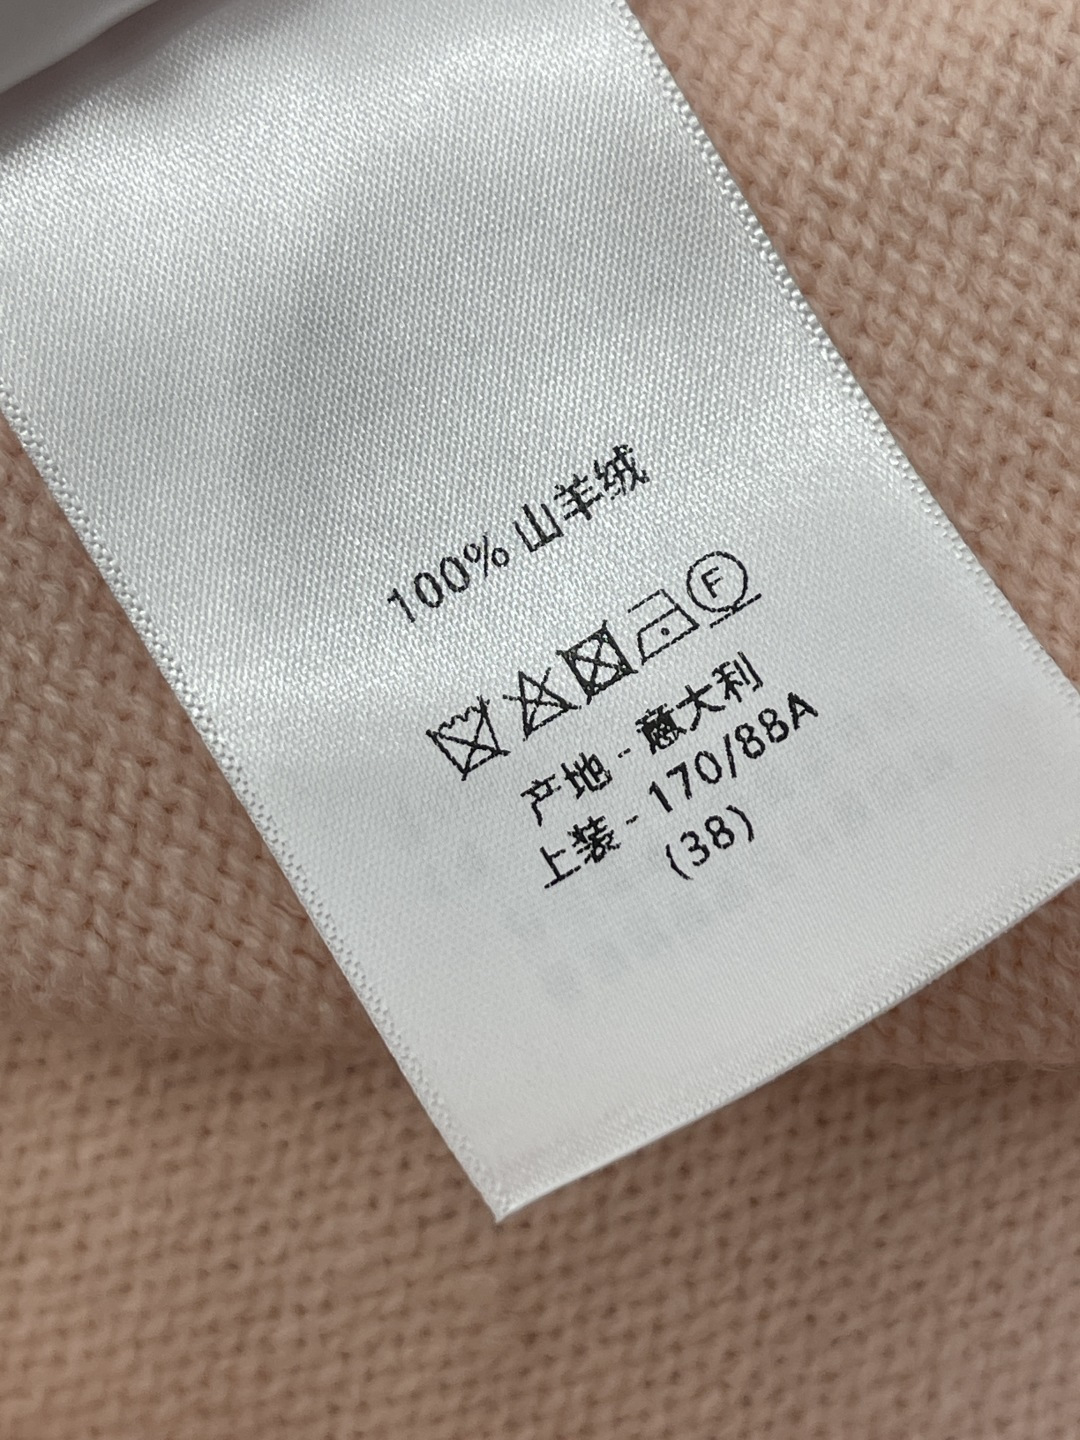 100% 山羊绒
F
产地 - 意大利
上装 - 170/88A
(38)